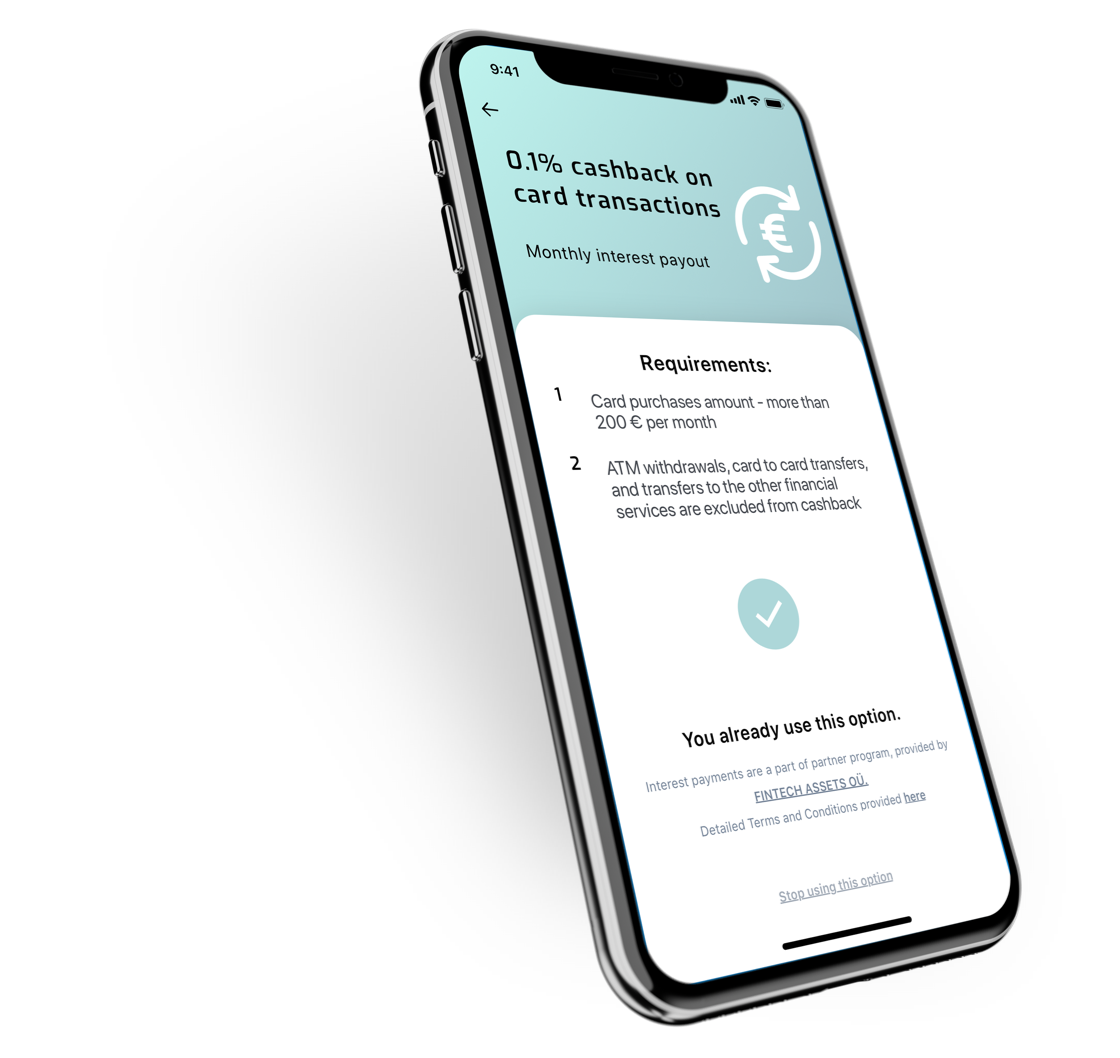 9:41
0.1% cashback on
card transactions
€
Monthly interest payout
Requirements:
1
Card purchases amount - more than
200 € per month
2
ATM withdrawals, card to card transfers,
and transfers to the other financial
services are excluded from cashback
You already use this option.
Interest payments are a part of partner program, provided by
FINTECH ASSETS OÜ.
Detailed Terms and Conditions provided here
Stop using this option